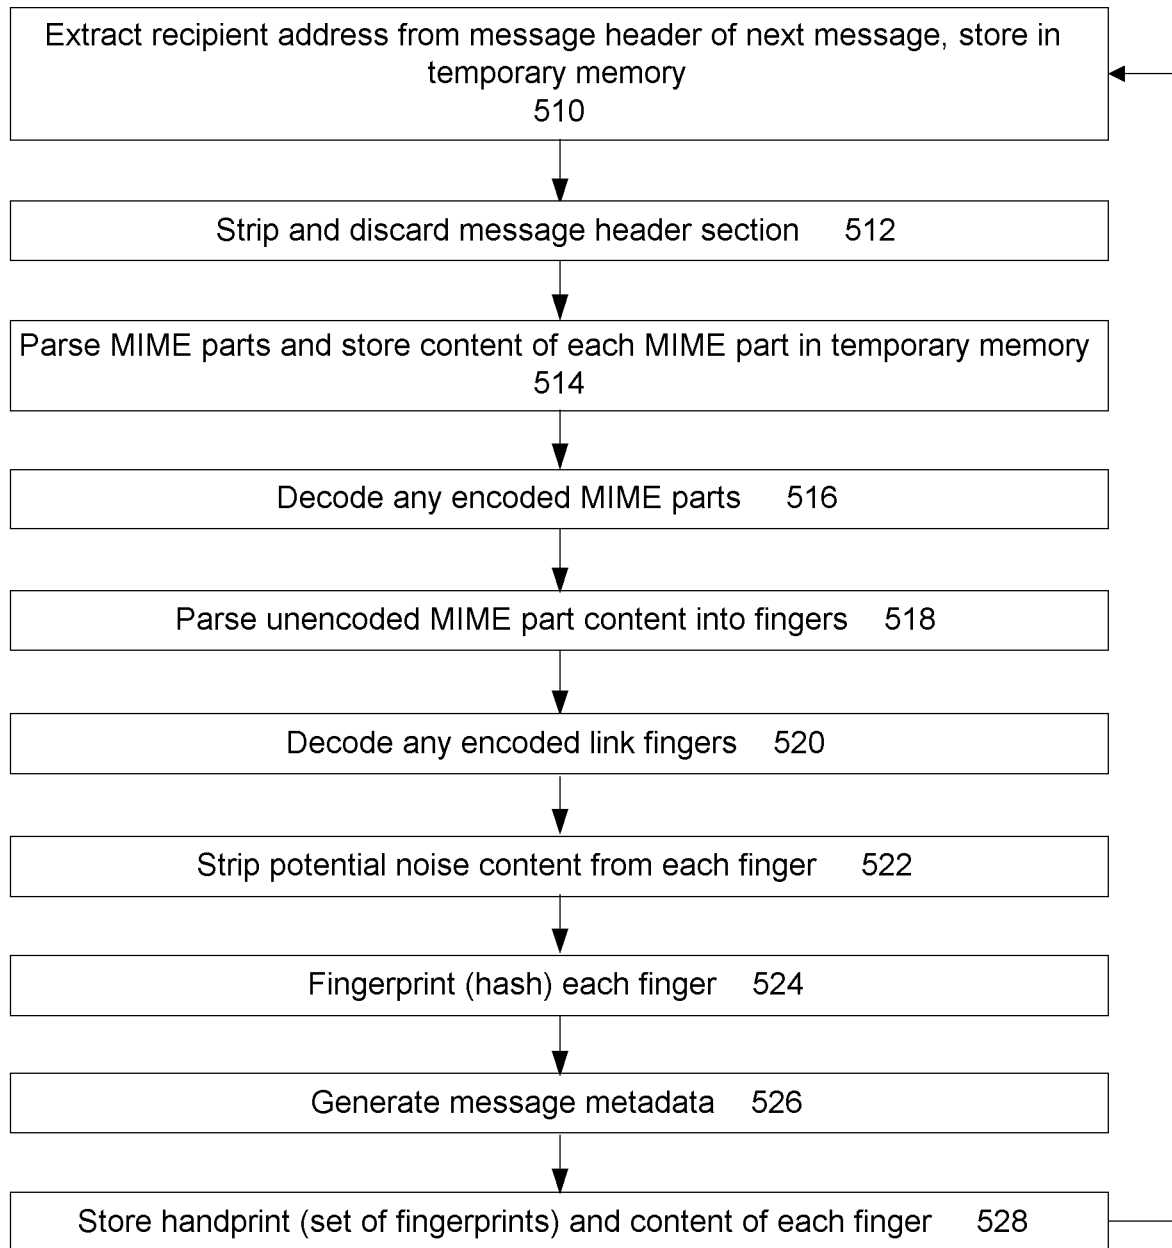 Extract recipient address from message header of next message, store in
temporary memory
510
Strip and discard message header section 512
Parse MIME parts and store content of each MIME part in temporary memory
514
Decode any encoded MIME parts 516
Parse unencoded MIME part content into fingers 518
Decode any encoded link fingers 520
Strip potential noise content from each finger 522
Fingerprint (hash) each finger 524
Generate message metadata 526
Store handprint (set of fingerprints) and content of each finger 528